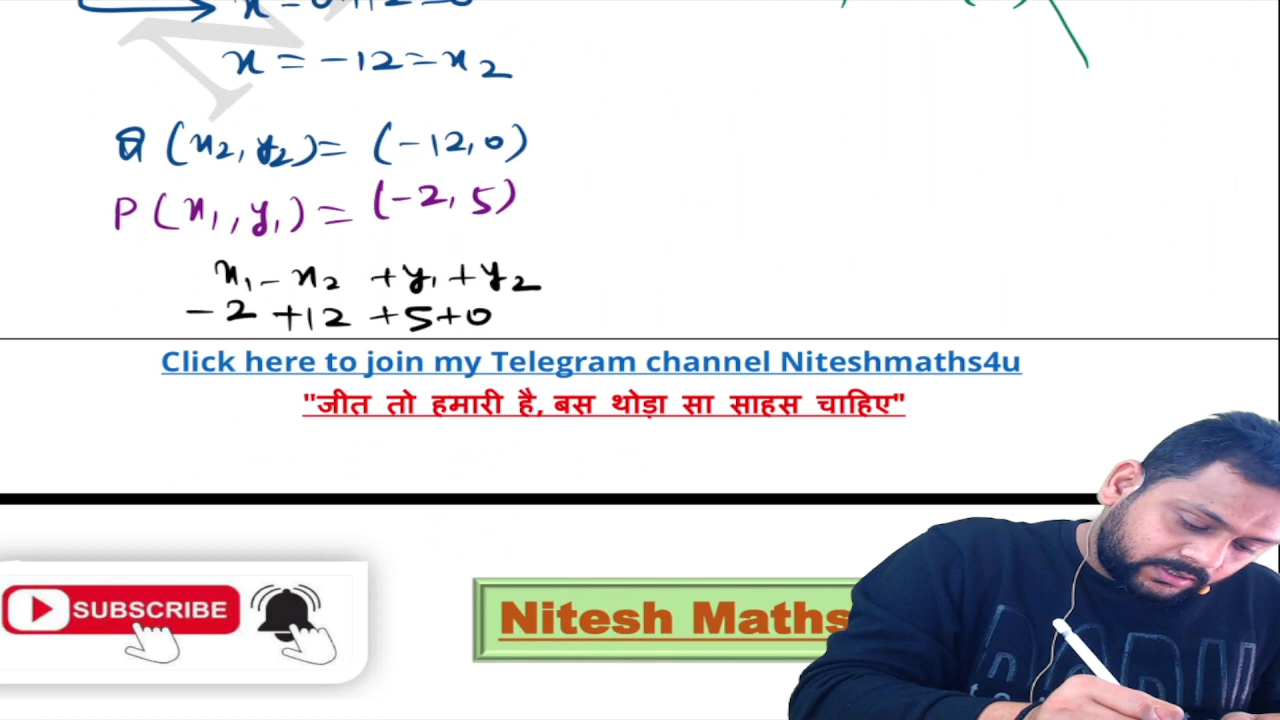 x = -12 = x2
Q (x2, y2) = (-12, 0)
P (x1, y1) = (-2, 5)
x1 - x2 + y1 + y2
-2 +12 +5+0
Click here to join my Telegram channel Niteshmaths4u
"जीत तो हमारी है, बस थोड़ा सा साहस चाहिए"
SUBSCRIBE
Nitesh Maths